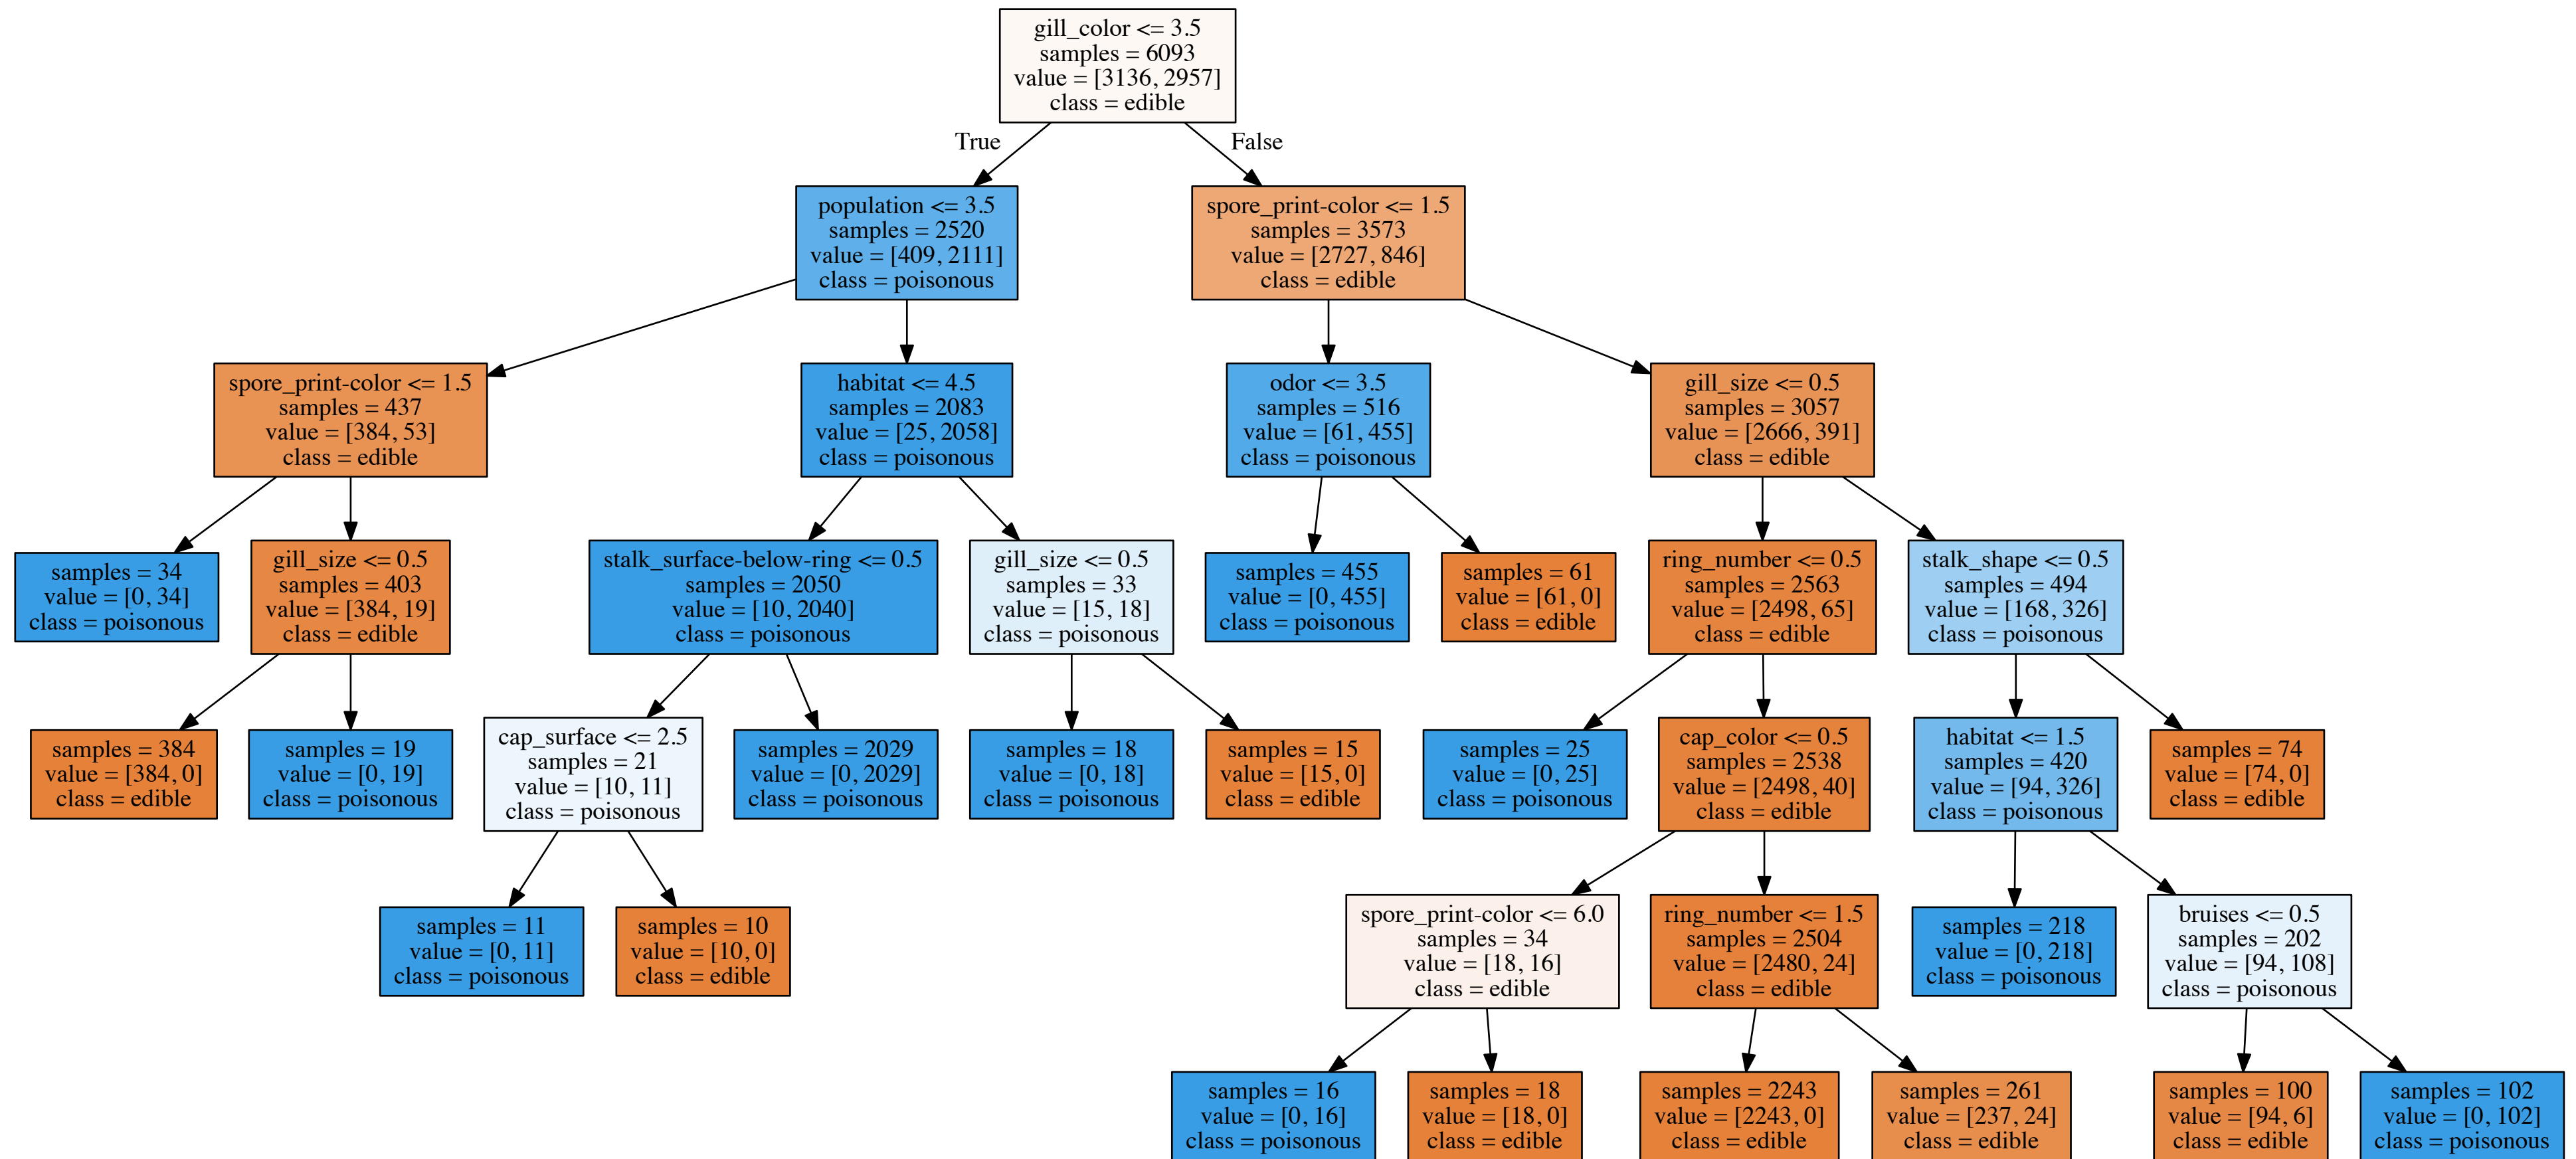 gill_color <= 3.5
samples = 6093
value = [3136, 2957]
class = edible
True
False
population <= 3.5
samples = 2520
value = [409, 2111]
class = poisonous
spore_print-color <= 1.5
samples = 3573
value = [2727, 846]
class = edible
spore_print-color <= 1.5
samples = 437
value = [384, 53]
class = edible
habitat <= 4.5
samples = 2083
value = [25, 2058]
class = poisonous
odor <= 3.5
samples = 516
value = [61, 455]
class = poisonous
gill_size <= 0.5
samples = 3057
value = [2666, 391]
class = edible
samples = 34
value = [0, 34]
class = poisonous
gill_size <= 0.5
samples = 403
value = [384, 19]
class = edible
stalk_surface-below-ring <= 0.5
samples = 2050
value = [10, 2040]
class = poisonous
gill_size <= 0.5
samples = 33
value = [15, 18]
class = poisonous
samples = 455
value = [0, 455]
class = poisonous
samples = 61
value = [61, 0]
class = edible
ring_number <= 0.5
samples = 2563
value = [2498, 65]
class = edible
stalk_shape <= 0.5
samples = 494
value = [168, 326]
class = poisonous
samples = 384
value = [384, 0]
class = edible
samples = 19
value = [0, 19]
class = poisonous
cap_surface <= 2.5
samples = 21
value = [10, 11]
class = poisonous
samples = 2029
value = [0, 2029]
class = poisonous
samples = 18
value = [0, 18]
class = poisonous
samples = 15
value = [15, 0]
class = edible
samples = 25
value = [0, 25]
class = poisonous
cap_color <= 0.5
samples = 2538
value = [2498, 40]
class = edible
habitat <= 1.5
samples = 420
value = [94, 326]
class = poisonous
samples = 74
value = [74, 0]
class = edible
samples = 11
value = [0, 11]
class = poisonous
samples = 10
value = [10, 0]
class = edible
spore_print-color <= 6.0
samples = 34
value = [18, 16]
class = edible
ring_number <= 1.5
samples = 2504
value = [2480, 24]
class = edible
samples = 218
value = [0, 218]
class = poisonous
bruises <= 0.5
samples = 202
value = [94, 108]
class = poisonous
samples = 16
value = [0, 16]
class = poisonous
samples = 18
value = [18, 0]
class = edible
samples = 2243
value = [2243, 0]
class = edible
samples = 261
value = [237, 24]
class = edible
samples = 100
value = [94, 6]
class = edible
samples = 102
value = [0, 102]
class = poisonous